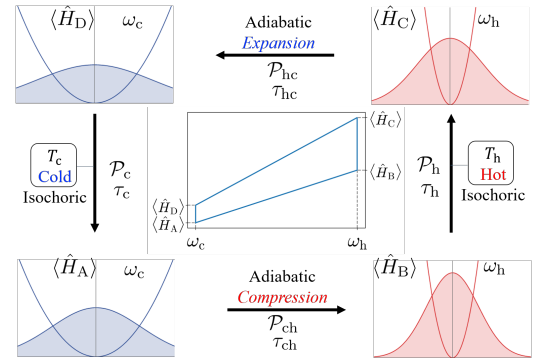 ⟨Ĥ_D⟩ ω_c
Adiabatic
Expansion
𝒫_hc
τ_hc
⟨Ĥ_C⟩ ω_h
T_c
Cold
Isochoric
𝒫_c
τ_c
⟨Ĥ_C⟩
⟨Ĥ_B⟩
⟨Ĥ_D⟩
⟨Ĥ_A⟩
ω_c ω_h
𝒫_h
τ_h
T_h
Hot
Isochoric
⟨Ĥ_A⟩ ω_c
Adiabatic
Compression
𝒫_ch
τ_ch
⟨Ĥ_B⟩ ω_h